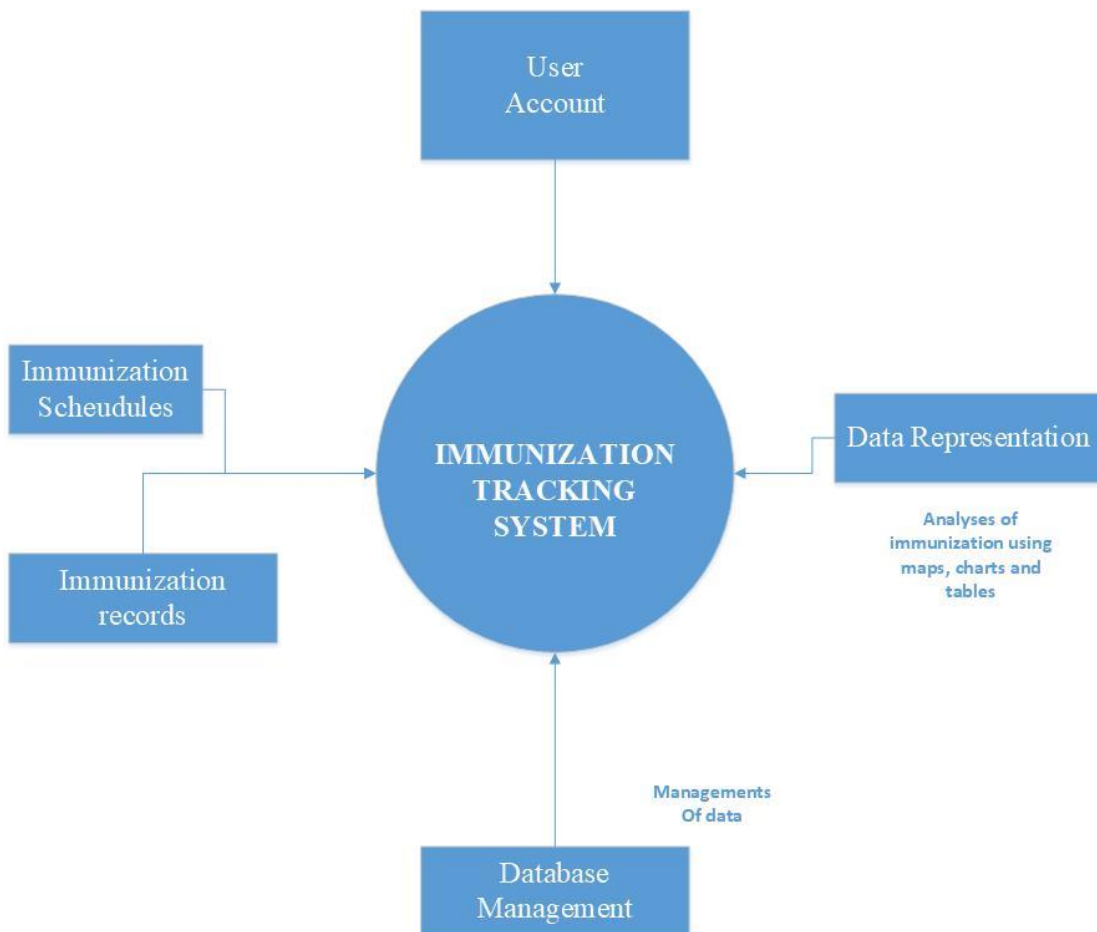 User
Account
Immunization
Scheudules
IMMUNIZATION
TRACKING
SYSTEM
Data Representation
Analyses of
immunization using
maps, charts and
tables
Immunization
records
Managements
Of data
Database
Management